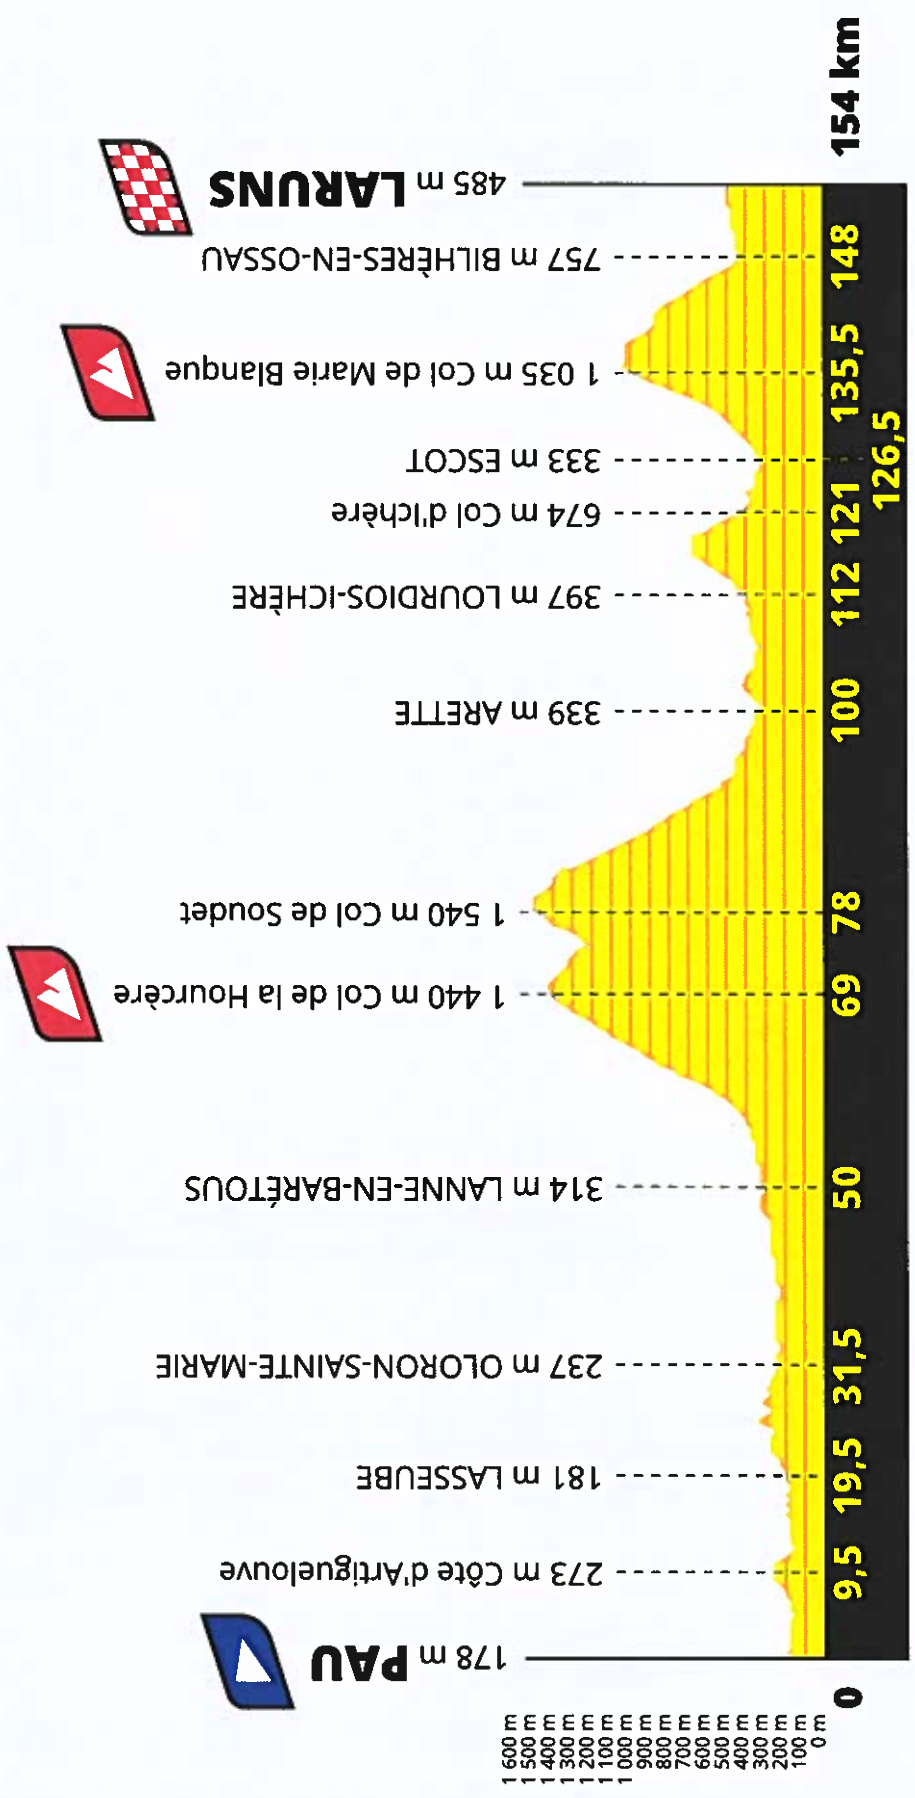 1 600 m
1 500 m
1 400 m
1 300 m
1 200 m
1 100 m
1 000 m
900 m
800 m
700 m
600 m
500 m
400 m
300 m
200 m
100 m
0 m
178 m PAU
273 m Côte d'Artiguelouve
181 m LASSEUBE
237 m OLORON-SAINTE-MARIE
314 m LANNE-EN-BARÉTOUS
1 440 m Col de la Hourcère
1 540 m Col de Soudet
339 m ARETTE
397 m LOURDIOS-ICHÈRE
674 m Col d'Ichère
333 m ESCOT
1 035 m Col de Marie Blanque
757 m BILHÈRES-EN-OSSAU
485 m LARUNS
0
9,5
19,5
31,5
50
69
78
100
112
121
126,5
135,5
148
154 km